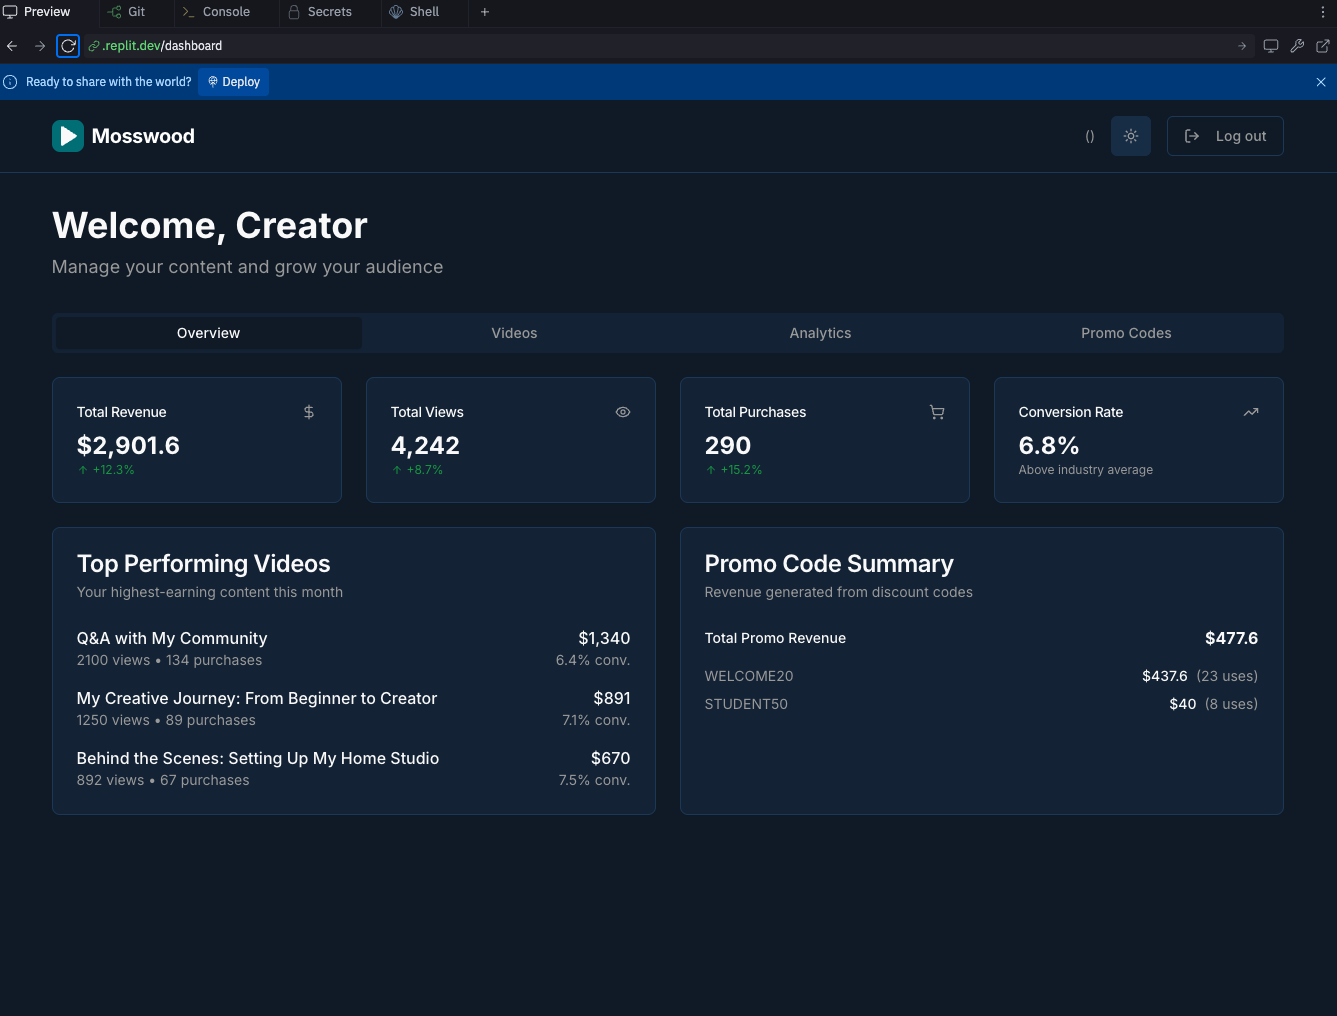 Preview Git Console Secrets Shell +
.replit.dev/dashboard
Ready to share with the world? Deploy
Mosswood () Log out
Welcome, Creator
Manage your content and grow your audience
Overview Videos Analytics Promo Codes
Total Revenue $
$2,901.6
↑ +12.3%
Total Views
4,242
↑ +8.7%
Total Purchases
290
↑ +15.2%
Conversion Rate
6.8%
Above industry average
Top Performing Videos
Your highest-earning content this month
Q&A with My Community $1,340
2100 views • 134 purchases 6.4% conv.
My Creative Journey: From Beginner to Creator $891
1250 views • 89 purchases 7.1% conv.
Behind the Scenes: Setting Up My Home Studio $670
892 views • 67 purchases 7.5% conv.
Promo Code Summary
Revenue generated from discount codes
Total Promo Revenue $477.6
WELCOME20 $437.6 (23 uses)
STUDENT50 $40 (8 uses)